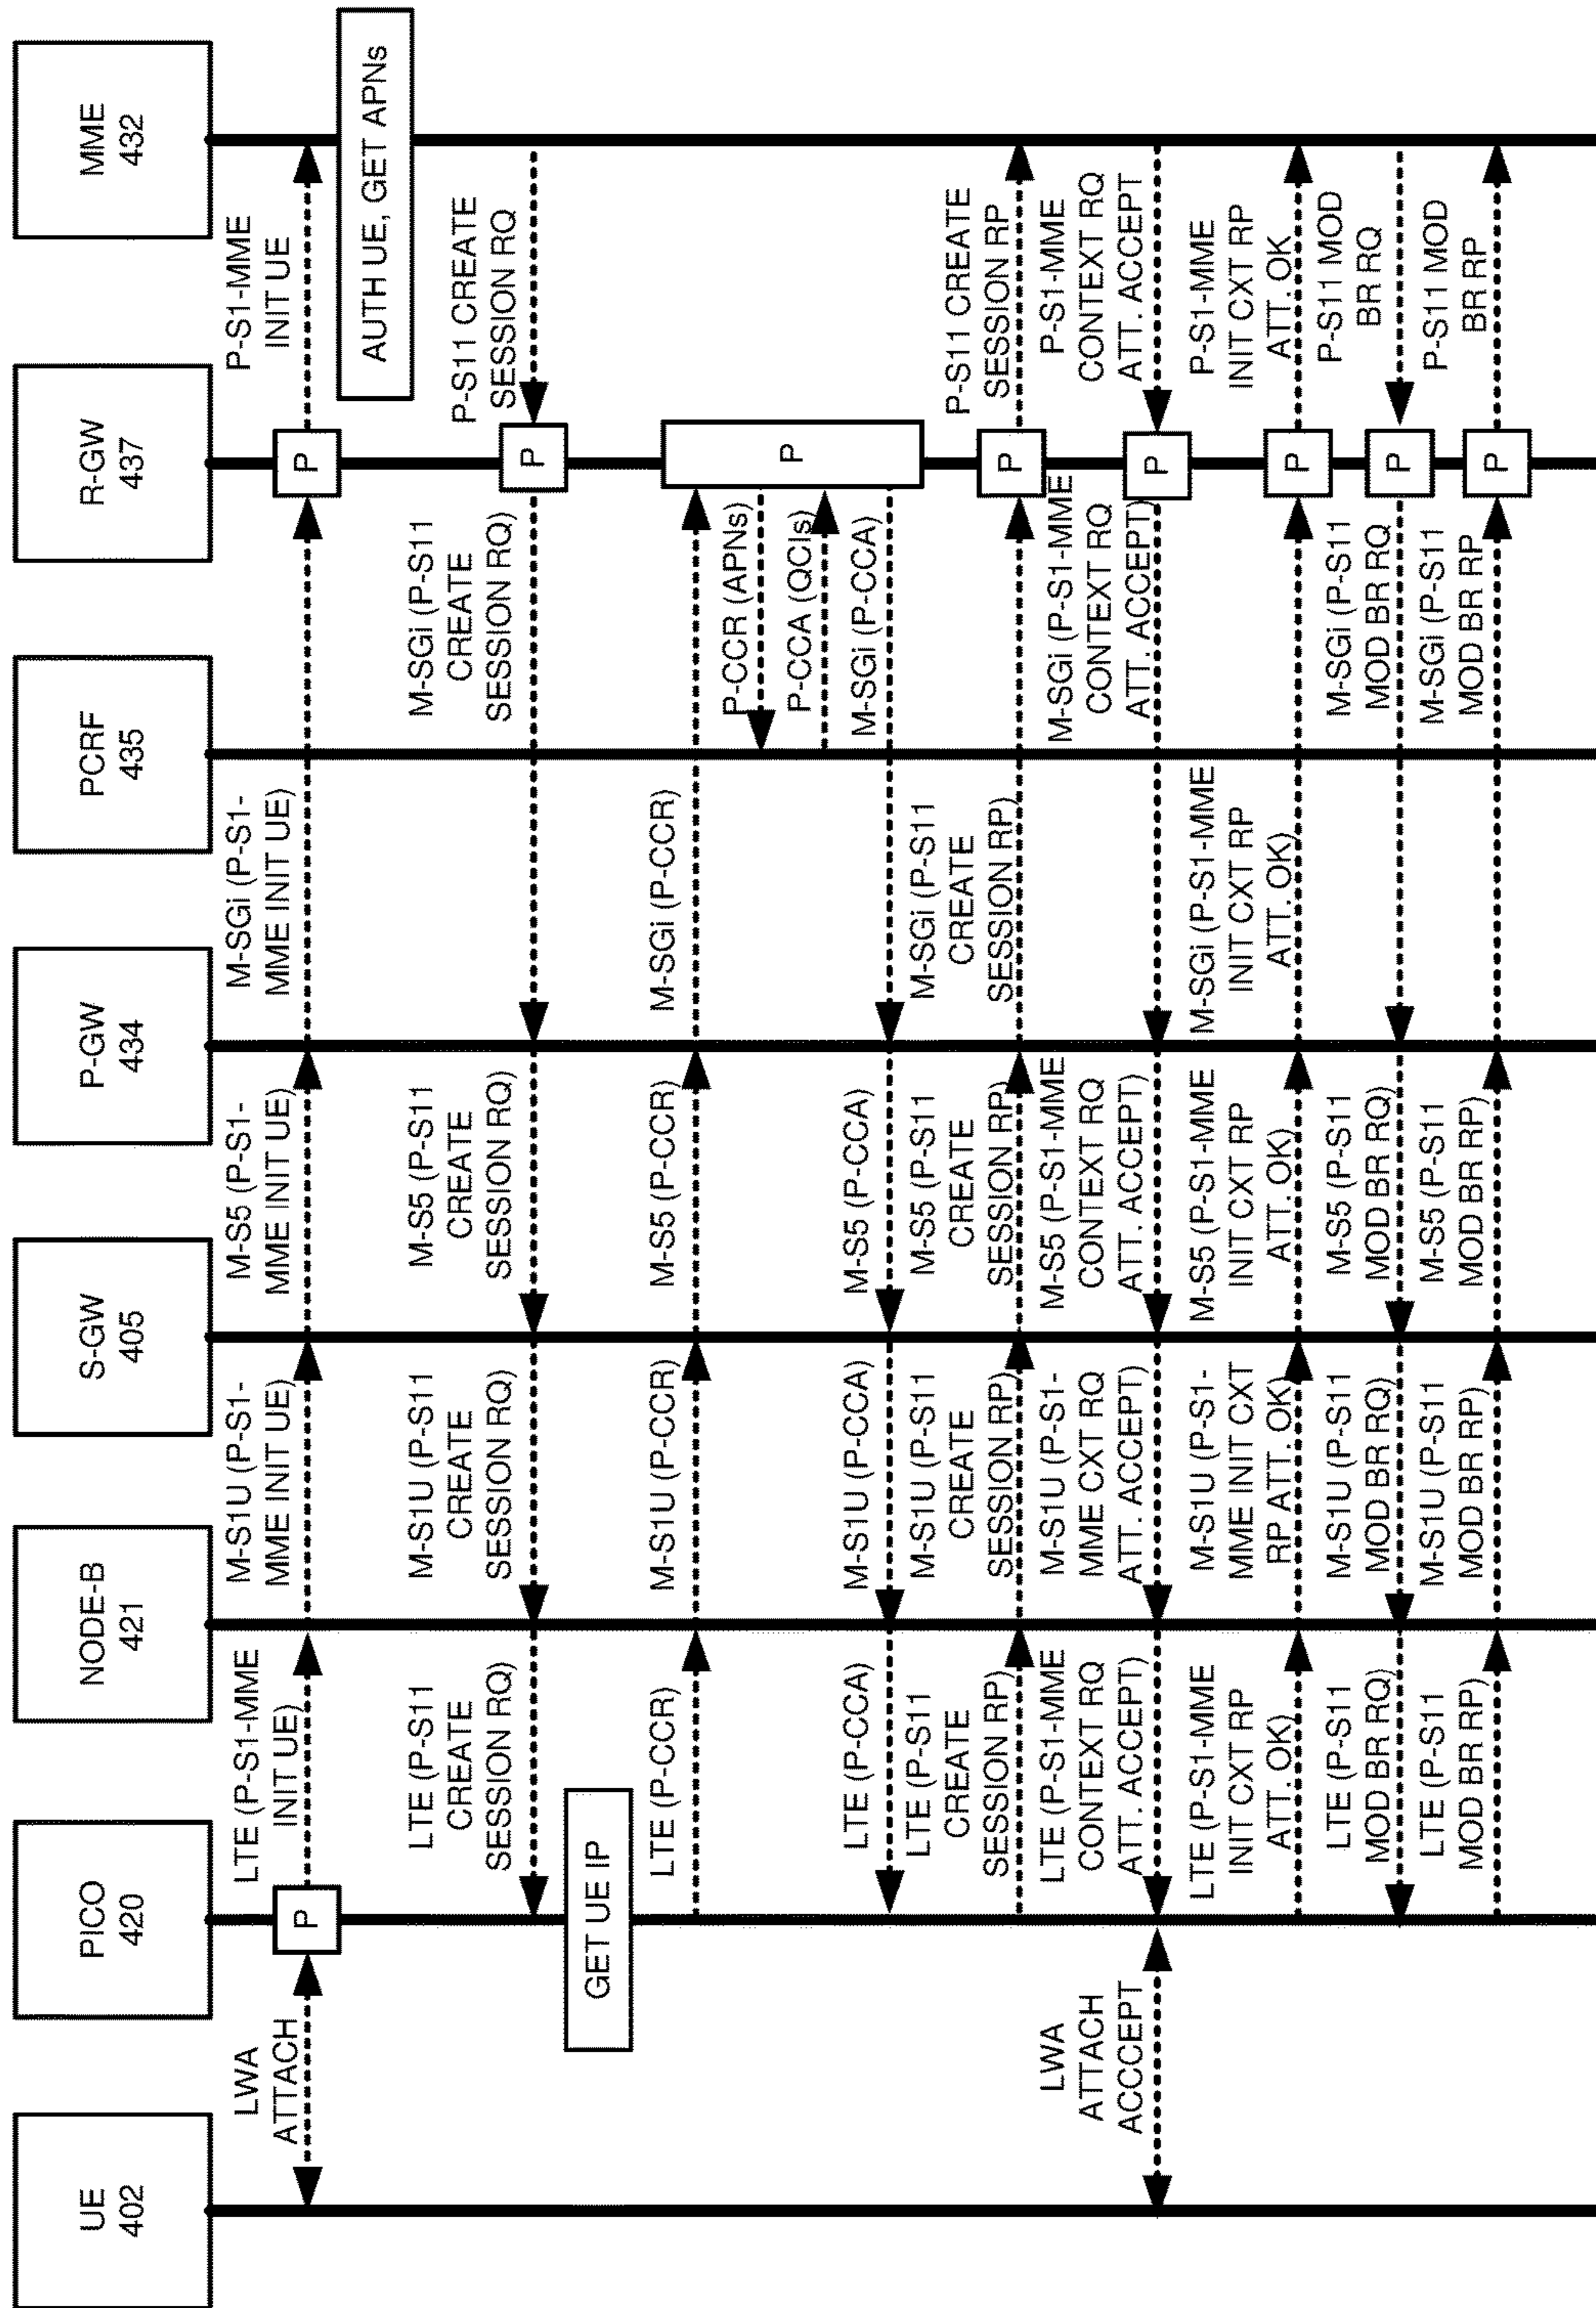 UE
402
PICO
420
NODE-B
421
S-GW
405
P-GW
434
PCRF
435
R-GW
437
MME
432
LWA
ATTACH
P
LTE (P-S1-MME
INIT UE)
M-S1U (P-S1-
MME INIT UE)
M-S5 (P-S1-
MME INIT UE)
M-SGi (P-S1-
MME INIT UE)
P
P-S1-MME
INIT UE
AUTH UE, GET APNs
LTE (P-S11
CREATE
SESSION RQ)
M-S1U (P-S11
CREATE
SESSION RQ)
M-S5 (P-S11
CREATE
SESSION RQ)
M-SGi (P-S11
CREATE
SESSION RQ)
P
P-S11 CREATE
SESSION RQ
GET UE IP
LTE (P-CCR)
M-S1U (P-CCR)
M-S5 (P-CCR)
M-SGi (P-CCR)
P
P-CCR (APNs)
P-CCA (QCIs)
LTE (P-CCA)
M-S1U (P-CCA)
M-S5 (P-CCA)
M-SGi (P-CCA)
LTE (P-S11
CREATE
SESSION RP)
M-S1U (P-S11
CREATE
SESSION RP)
M-S5 (P-S11
CREATE
SESSION RP)
M-SGi (P-S11
CREATE
SESSION RP)
P
P-S11 CREATE
SESSION RP
LWA
ATTACH
ACCCEPT
LTE (P-S1-MME
CONTEXT RQ
ATT. ACCEPT)
M-S1U (P-S1-
MME CXT RQ
ATT. ACCEPT)
M-S5 (P-S1-MME
CONTEXT RQ
ATT. ACCEPT)
M-SGi (P-S1-MME
CONTEXT RQ
ATT. ACCEPT)
P
P-S1-MME
CONTEXT RQ
ATT. ACCEPT
LTE (P-S1-MME
INIT CXT RP
ATT. OK)
M-S1U (P-S1-
MME INIT CXT
RP ATT. OK)
M-S5 (P-S1-MME
INIT CXT RP
ATT. OK)
M-SGi (P-S1-MME
INIT CXT RP
ATT. OK)
P
P-S1-MME
INIT CXT RP
ATT. OK
LTE (P-S11
MOD BR RQ)
M-S1U (P-S11
MOD BR RQ)
M-S5 (P-S11
MOD BR RQ)
M-SGi (P-S11
MOD BR RQ
P
P-S11 MOD
BR RQ
LTE (P-S11
MOD BR RP)
M-S1U (P-S11
MOD BR RP)
M-S5 (P-S11
MOD BR RP)
M-SGi (P-S11
MOD BR RP
P
P-S11 MOD
BR RP